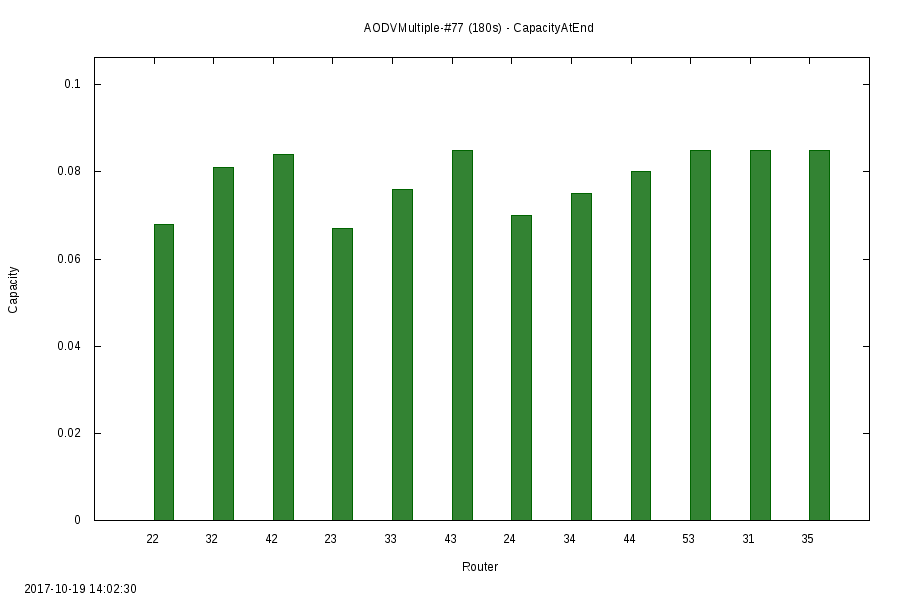 AODVMultiple-#77 (180s) - CapacityAtEnd
0.1
0.08
0.06
0.04
0.02
0
Capacity
22 32 42 23 33 43 24 34 44 53 31 35
Router
2017-10-19 14:02:30